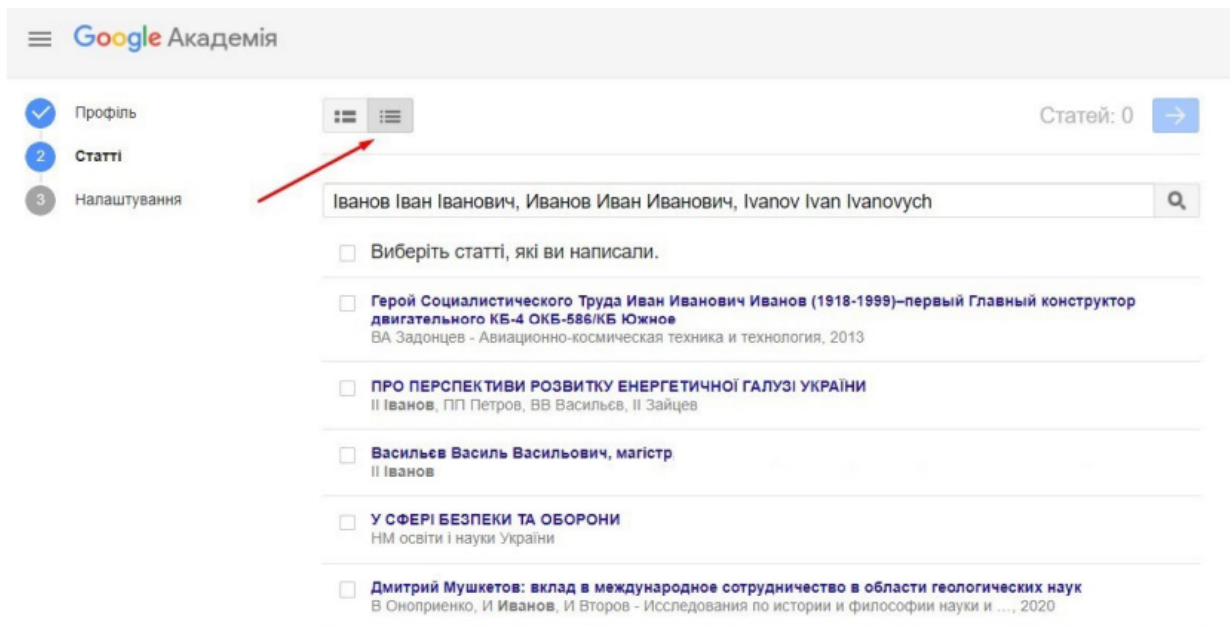 Google Академія
Профіль
2 Статті
3 Налаштування
Статей: 0
Іванов Іван Іванович, Иванов Иван Иванович, Ivanov Ivan Ivanovych
Виберіть статті, які ви написали.
Герой Социалистического Труда Иван Иванович Иванов (1918-1999)–первый Главный конструктор
двигательного КБ-4 ОКБ-586/КБ Южное
ВА Задонцев - Авиационно-космическая техника и технология, 2013
ПРО ПЕРСПЕКТИВИ РОЗВИТКУ ЕНЕРГЕТИЧНОЇ ГАЛУЗІ УКРАЇНИ
ІІ Іванов, ПП Петров, ВВ Васильєв, ІІ Зайцев
Васильєв Василь Васильович, магістр
ІІ Іванов
У СФЕРІ БЕЗПЕКИ ТА ОБОРОНИ
НМ освіти і науки України
Дмитрий Мушкетов: вклад в международное сотрудничество в области геологических наук
В Оноприенко, И Иванов, И Второв - Исследования по истории и философии науки и …, 2020